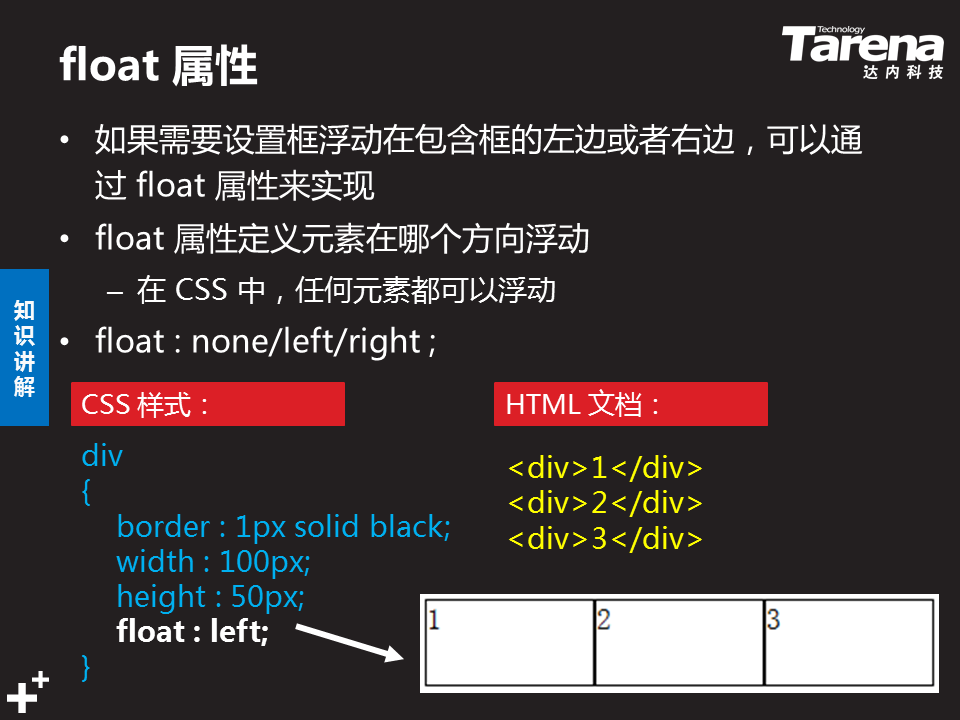 float 属性
Technology
Tarena
达内科技
• 如果需要设置框浮动在包含框的左边或者右边，可以通
过 float 属性来实现
• float 属性定义元素在哪个方向浮动
– 在 CSS 中，任何元素都可以浮动
• float : none/left/right ;
知
识
讲
解
CSS 样式：
div
{
border : 1px solid black;
width : 100px;
height : 50px;
float : left;
}
HTML 文档：
<div>1</div>
<div>2</div>
<div>3</div>
1 2 3